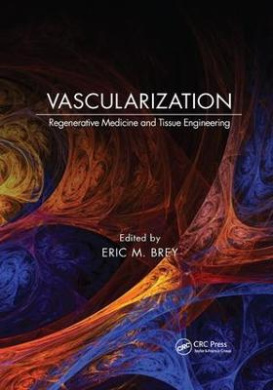 VASCULARIZATION
Regenerative Medicine and Tissue Engineering
Edited by
ERIC M. BREY
CRC Press
Taylor & Francis Group